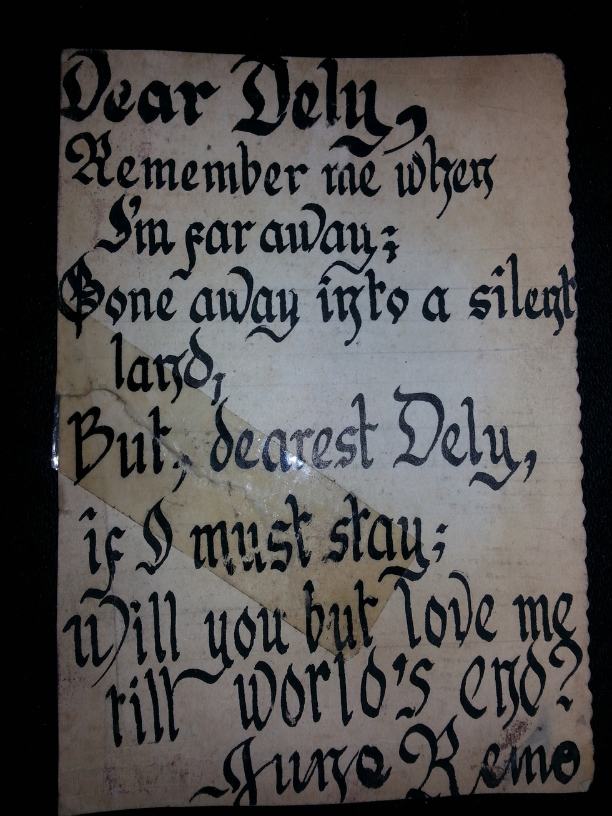 Dear Dely,
Remember me when
I'm far away;
Gone away into a silent
land,
But, dearest Dely,
if I must stay;
Will you but love me
till world's end?
Juno Remo